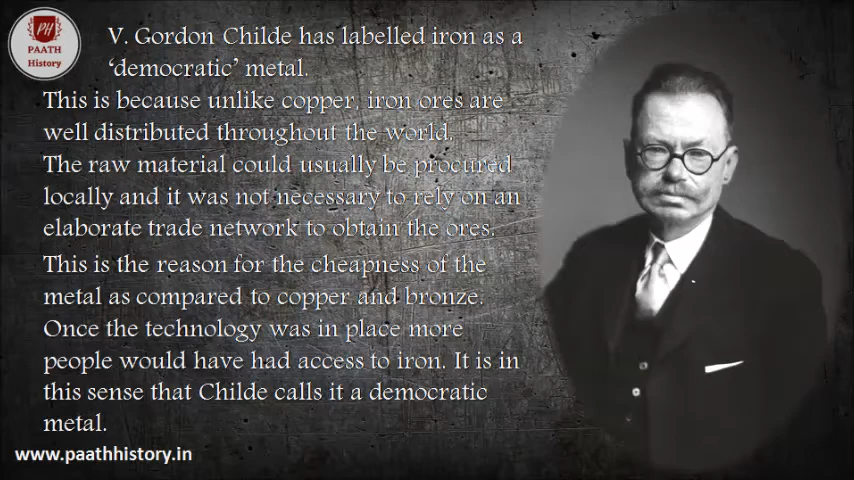 PH
PAATH
History
V. Gordon Childe has labelled iron as a
‘democratic’ metal.
This is because unlike copper, iron ores are
well distributed throughout the world.
The raw material could usually be procured
locally and it was not necessary to rely on an
elaborate trade network to obtain the ores.
This is the reason for the cheapness of the
metal as compared to copper and bronze.
Once the technology was in place more
people would have had access to iron. It is in
this sense that Childe calls it a democratic
metal.
www.paathhistory.in